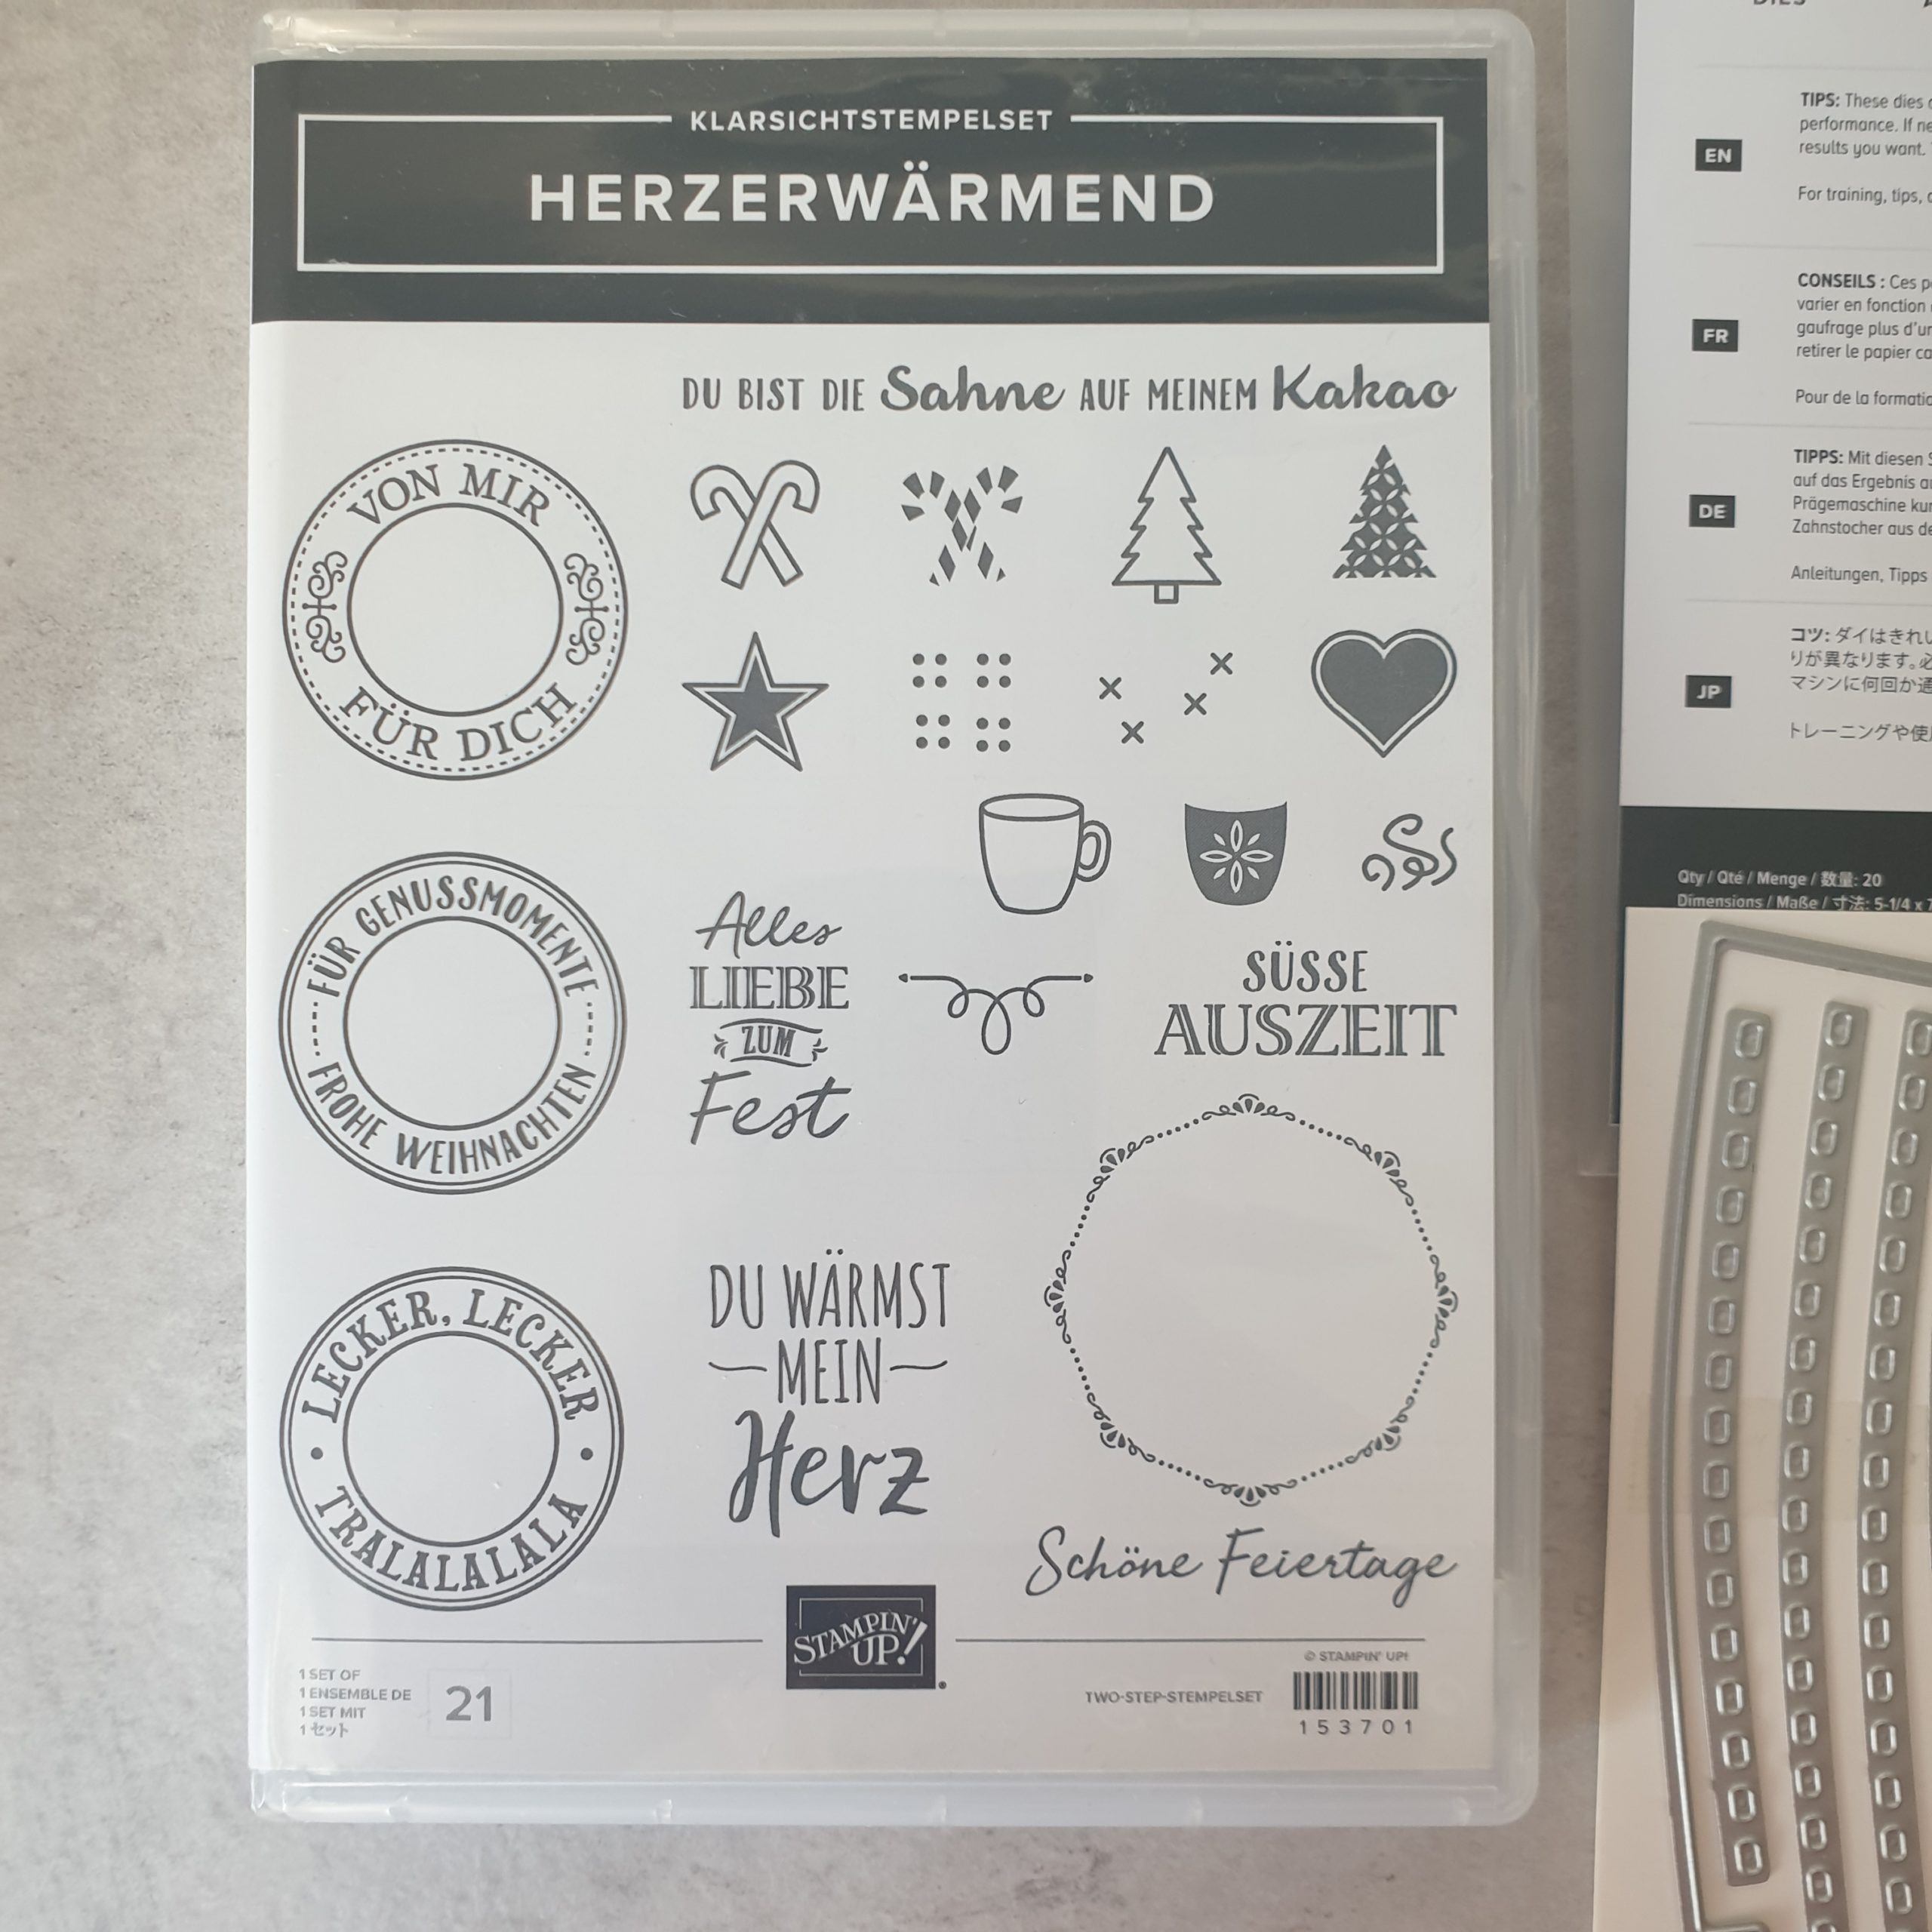 KLARSICHTSTEMPELSET
HERZERWÄRMEND
DU BIST DIE Sahne AUF MEINEM Kakao
VON MIR
FÜR DICH
FÜR GENUSSMOMENTE
FROHE WEIHNACHTEN
Alles
LIEBE
ZUM
Fest
SÜSSE
AUSZEIT
LECKER, LECKER
TRALALALALA
DU WÄRMST
MEIN
Herz
Schöne Feiertage
STAMPIN'
UP!
1 SET OF
1 ENSEMBLE DE
1 SET MIT
1 セット
21
TWO-STEP-STEMPELSET
© STAMPIN' UP!
153701
DIES
EN
TIPS: These dies
performance. If
results you want.
For training, tips,
FR
CONSEILS : Ces
varier en fonction
gaufrage plus d'un
retirer le papier
Pour de la
DE
TIPPS: Mit diesen
auf das Ergebnis
Prägemaschine
Zahnstocher aus
Anleitungen, Tipps
JP
コツ: ダイはきれい
りが異なります。必
マシンに何回か通
トレーニングや使用
Qty / Qté / Menge / 数量: 20
Dimensions / Maße / 寸法: 5-1/4 x